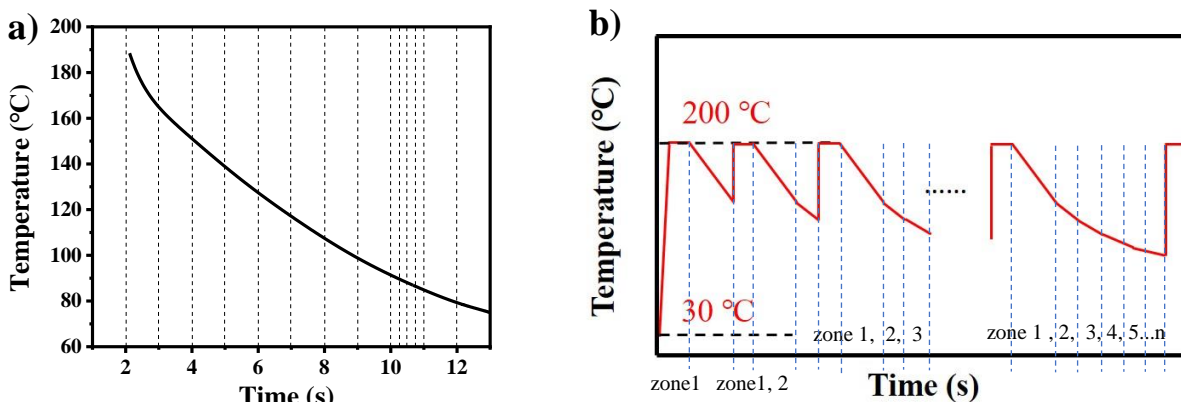 a)
200
180
160
140
120
100
80
60
2 4 6 8 10 12
Temperature (°C)
Time (s)
b)
200 °C
30 °C
......
zone 1, 2, 3
zone 1 , 2, 3, 4, 5...n
zone1
zone1, 2
Temperature (°C)
Time (s)